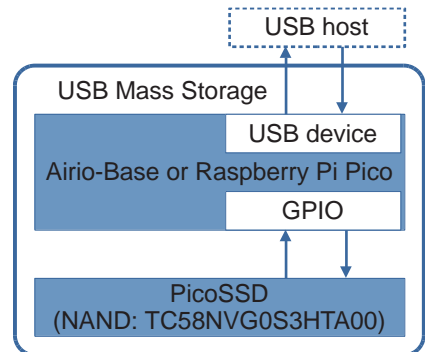 USB host
USB Mass Storage
USB device
Airio-Base or Raspberry Pi Pico
GPIO
PicoSSD
(NAND: TC58NVG0S3HTA00)